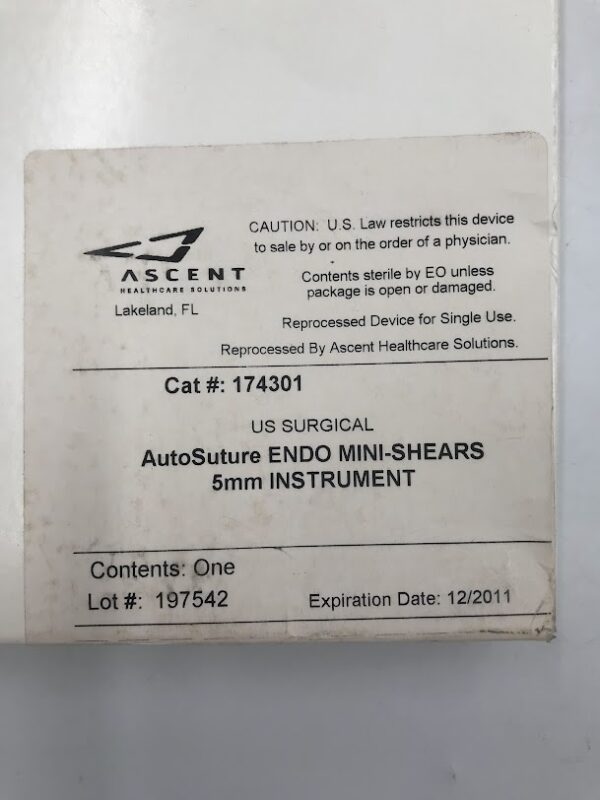 CAUTION: U.S. Law restricts this device
to sale by or on the order of a physician.
ASCENT
HEALTHCARE SOLUTIONS
Lakeland, FL
Contents sterile by EO unless
package is open or damaged.
Reprocessed Device for Single Use.
Reprocessed By Ascent Healthcare Solutions.
Cat #: 174301
US SURGICAL
AutoSuture ENDO MINI-SHEARS
5mm INSTRUMENT
Contents: One
Lot #: 197542
Expiration Date: 12/2011